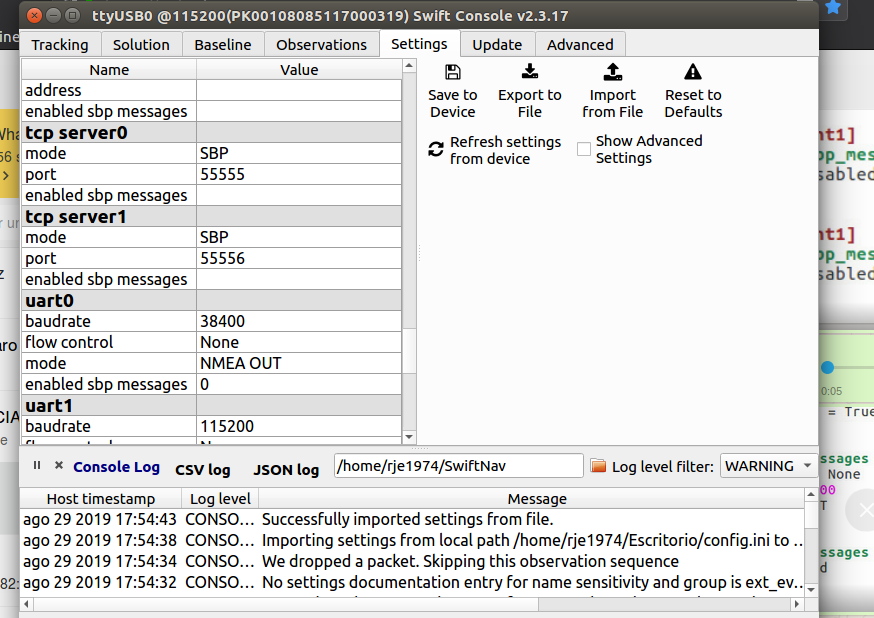 ttyUSB0 @115200(PK00108085117000319) Swift Console v2.3.17
Tracking Solution Baseline Observations Settings Update Advanced
Name Value
address
enabled sbp messages
tcp server0
mode SBP
port 55555
enabled sbp messages
tcp server1
mode SBP
port 55556
enabled sbp messages
uart0
baudrate 38400
flow control None
mode NMEA OUT
enabled sbp messages 0
uart1
baudrate 115200
Save to Device
Export to File
Import from File
Reset to Defaults
Refresh settings from device
Show Advanced Settings
Console Log CSV log JSON log /home/rje1974/SwiftNav Log level filter: WARNING
Host timestamp Log level Message
ago 29 2019 17:54:43 CONSO... Successfully imported settings from file.
ago 29 2019 17:54:38 CONSO... Importing settings from local path /home/rje1974/Escritorio/config.ini to ..
ago 29 2019 17:54:34 CONSO... We dropped a packet. Skipping this observation sequence
ago 29 2019 17:54:32 CONSO... No settings documentation entry for name sensitivity and group is ext_ev...
nt1]
op_mes
sabled
nt1]
op_mes
sabled
0:05
= True
ssages
None
00
T
ssages
d